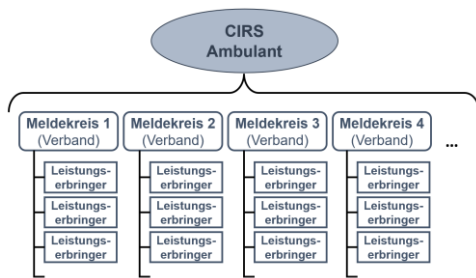 CIRS
Ambulant
Meldekreis 1
(Verband)
Leistungs-
erbringer
Leistungs-
erbringer
Leistungs-
erbringer
Meldekreis 2
(Verband)
Leistungs-
erbringer
Leistungs-
erbringer
Leistungs-
erbringer
Meldekreis 3
(Verband)
Leistungs-
erbringer
Leistungs-
erbringer
Leistungs-
erbringer
Meldekreis 4
(Verband)
Leistungs-
erbringer
Leistungs-
erbringer
Leistungs-
erbringer
...